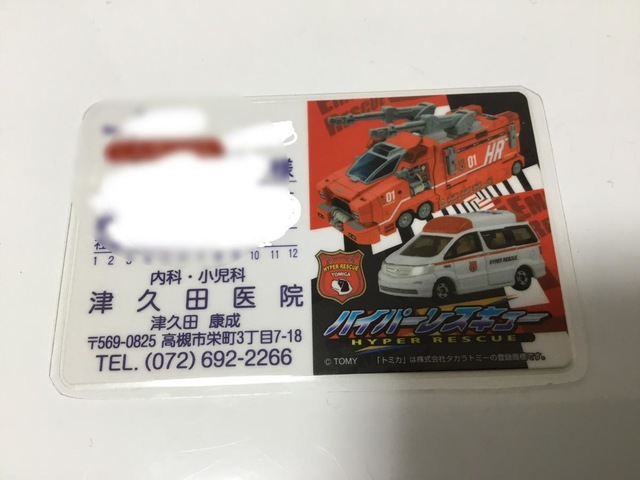 様
1 2 3 10 11 12
内科・小児科
津久田医院
津久田 康成
〒569-0825 高槻市栄町3丁目7-18
TEL.(072)692-2266
RESCUE
HR
01
01
HYPER RESCUE
HYPER RESCUE
TOMICA
ハイパーレスキュー
HYPER RESCUE
© TOMY 「トミカ」は株式会社タカラトミーの登録商標です。